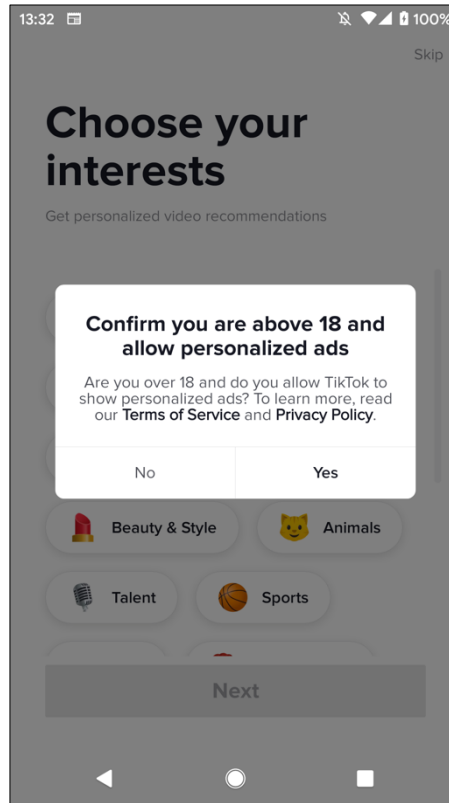 13:32
100%
Skip
Choose your
interests
Get personalized video recommendations
Confirm you are above 18 and
allow personalized ads
Are you over 18 and do you allow TikTok to
show personalized ads? To learn more, read
our Terms of Service and Privacy Policy.
No Yes
Beauty & Style Animals
Talent Sports
Next